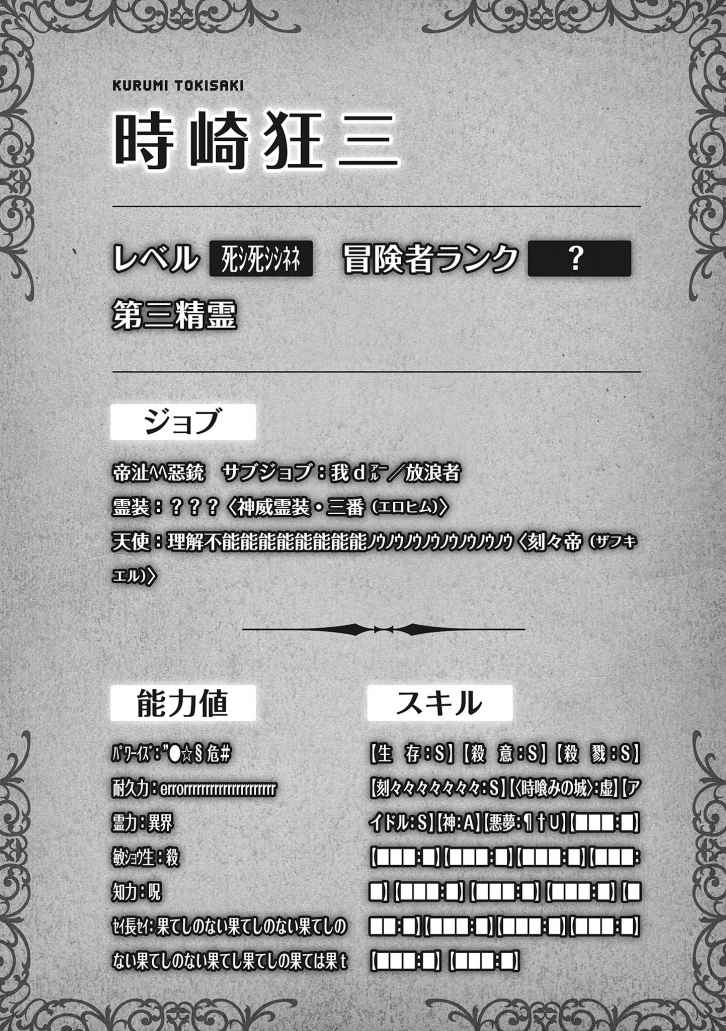 KURUMI TOKISAKI
時崎狂三
レベル 死ｼ死ｼｼﾈﾈ 冒険者ランク ？
第三精霊
ジョブ
帝沚ﾍﾍ惡銃　サブジョブ：我ｄ㌃／放浪者
霊装：？？？〈神威霊装・三番（エロヒム）〉
天使：理解不能能能能能能能能ﾉｳﾉｳﾉｳﾉｳﾉｳﾉｳﾉｳﾉｳ〈刻々帝（ザフキ
エル）〉
能力値
ﾊﾟﾜｰｲｽﾞ："●☆§危＃
耐久力：errorrrrrrrrrrrrrrrrrrr
霊力：異界
敏ｼｮｳ生：殺
知力：呪
ｾｲ長ｾｲ：果てしのない果てしのない果てしの
ない果てしのない果てし果てしの果ては果ｔ
スキル
【生　存：S】【殺　意：S】【殺　戮：S】
【刻々々々々々々々：S】【〈時喰みの城〉：虚】【ア
イドル：S】【神：A】【悪夢：¶†U】【■■■：■】
【■■■：■】【■■■：■】【■■■：■】【■■■：
■】【■■■：■】【■■■：■】【■■■：■】【■
■■：■】【■■■：■】【■■■：■】【■■■：■】
【■■■：■】【■■■：■】